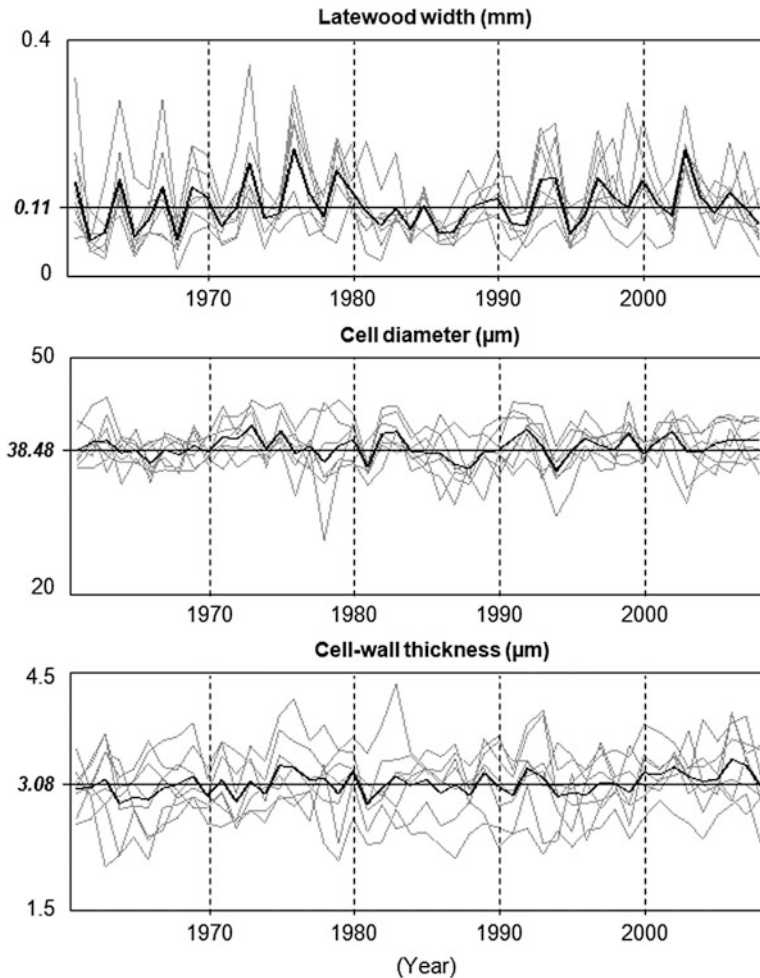 Latewood width (mm)
0.4
0.11
0
1970 1980 1990 2000
Cell diameter (µm)
50
38.48
20
1970 1980 1990 2000
Cell-wall thickness (µm)
4.5
3.08
1.5
1970 1980 1990 2000
(Year)